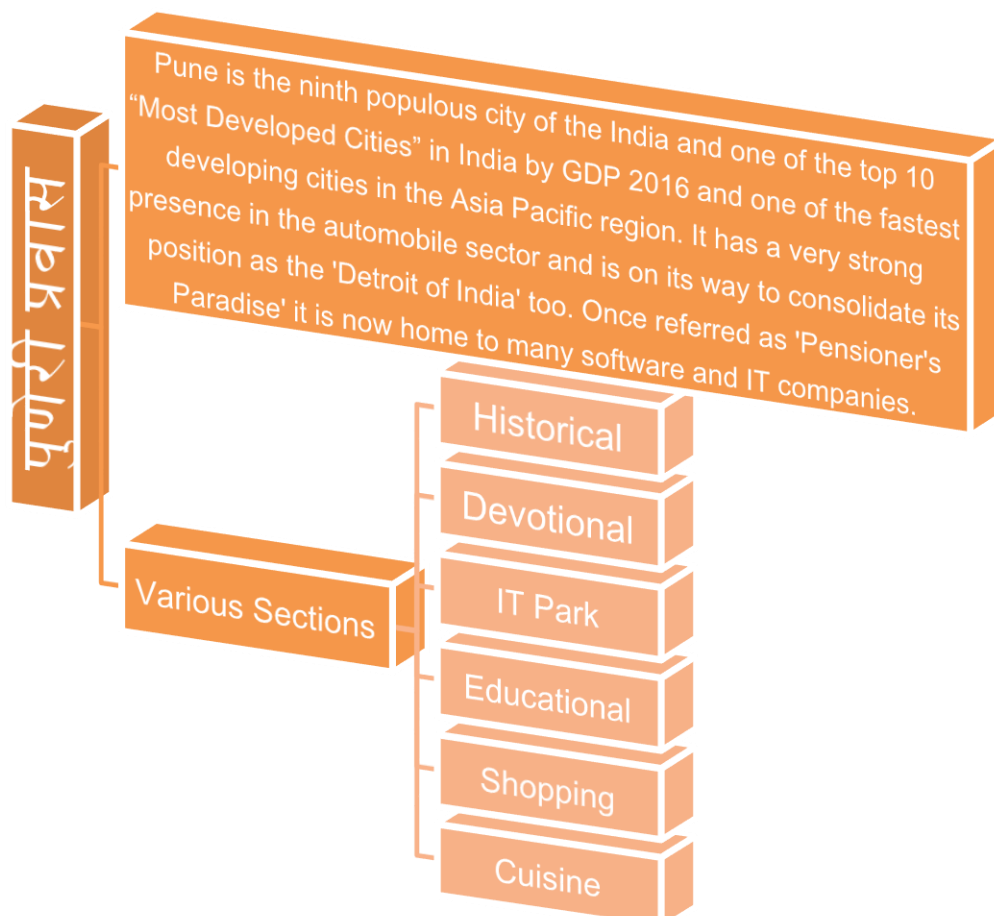 Pune is the ninth populous city of the India and one of the top 10
“Most Developed Cities” in India by GDP 2016 and one of the fastest
developing cities in the Asia Pacific region. It has a very strong
presence in the automobile sector and is on its way to consolidate its
position as the 'Detroit of India' too. Once referred as 'Pensioner's
Paradise' it is now home to many software and IT companies.
Various Sections
Historical
Devotional
IT Park
Educational
Shopping
Cuisine